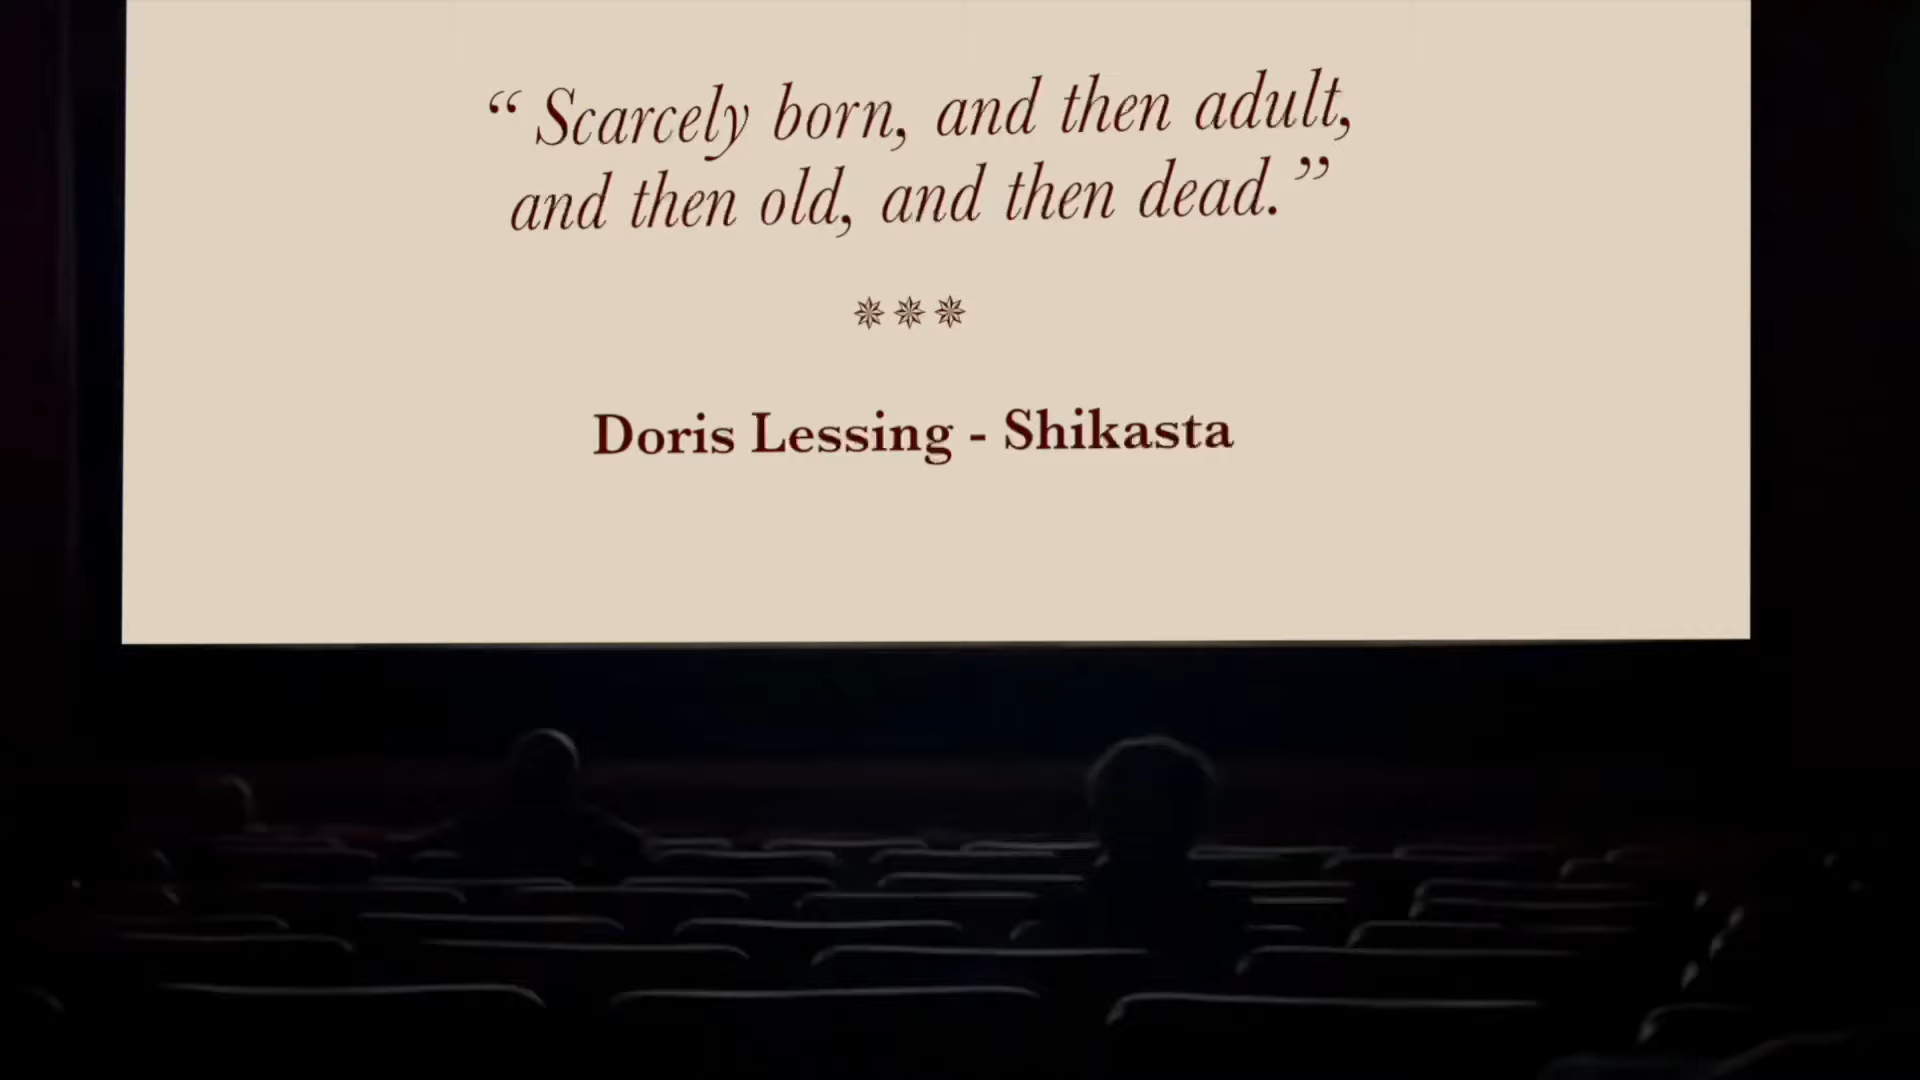 “ Scarcely born, and then adult,
and then old, and then dead.”
Doris Lessing - Shikasta